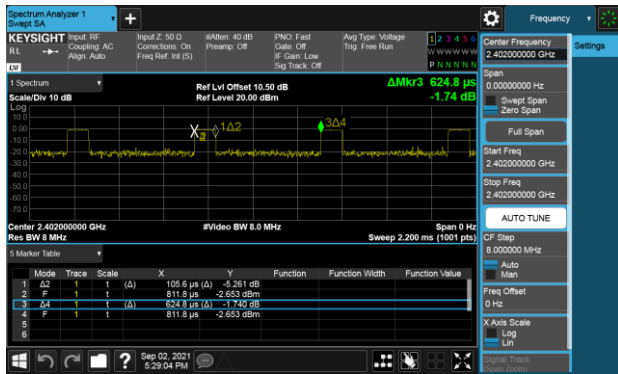 Spectrum Analyzer 1
Swept SA
Frequency
KEYSIGHT
RL
LXI
Input: RF
Coupling: AC
Align: Auto
Input Z: 50 Ω
Corrections: On
Freq Ref: Int (S)
#Atten: 40 dB
Preamp: Off
PNO: Fast
Gate: Off
IF Gain: Low
Sig Track: Off
Avg Type: Voltage
Trig: Free Run
1 2 3 4 5 6
W W W W W W
P N N N N N
1 Spectrum
Scale/Div 10 dB
Log
Ref Lvl Offset 10.50 dB
Ref Level 20.00 dBm
ΔMkr3 624.8 µs
-1.74 dB
10.0
0.00
-10.0
-20.0
-30.0
-40.0
-50.0
-60.0
-70.0
X
2
1Δ2
3Δ4
Center 2.402000000 GHz
Res BW 8 MHz
#Video BW 8.0 MHz
Span 0 Hz
Sweep 2.200 ms (1001 pts)
5 Marker Table
Mode Trace Scale X Y Function Function Width Function Value
1 Δ2 1 t (Δ) 105.6 µs (Δ) -5.261 dB
2 F 1 t 811.8 µs -2.653 dBm
3 Δ4 1 t (Δ) 624.8 µs (Δ) -1.740 dB
4 F 1 t 811.8 µs -2.653 dBm
5
6
Sep 02, 2021
5:29:04 PM
Center Frequency
2.402000000 GHz
Settings
Span
0.00000000 Hz
Swept Span
Zero Span
Full Span
Start Freq
2.402000000 GHz
Stop Freq
2.402000000 GHz
AUTO TUNE
CF Step
8.000000 MHz
Auto
Man
Freq Offset
0 Hz
X Axis Scale
Log
Lin
Signal Track
(Span Zoom)